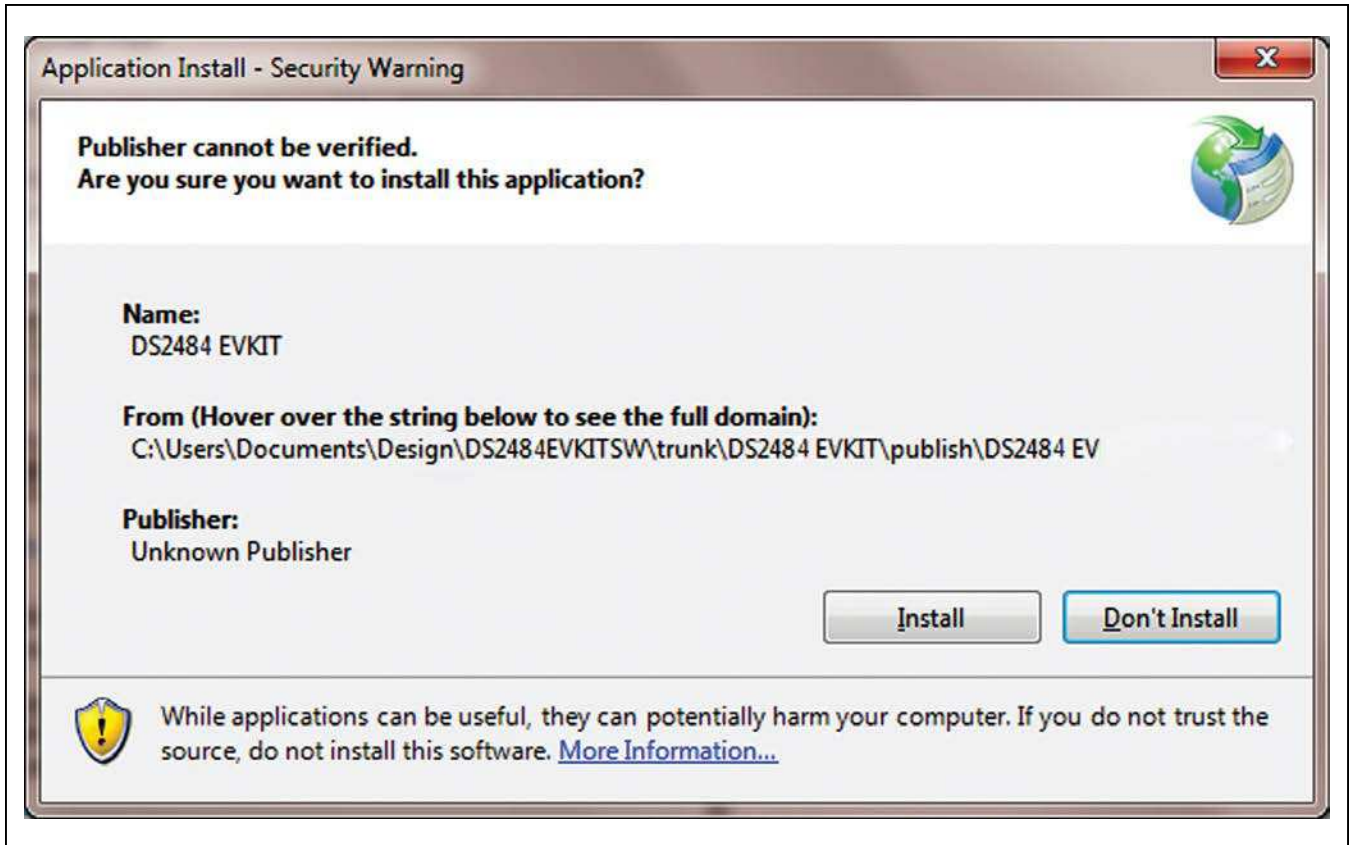 Application Install - Security Warning
Publisher cannot be verified.
Are you sure you want to install this application?
Name:
DS2484 EVKIT
From (Hover over the string below to see the full domain):
C:\Users\Documents\Design\DS2484EVKITSW\trunk\DS2484 EVKIT\publish\DS2484 EV
Publisher:
Unknown Publisher
Install
Don't Install
While applications can be useful, they can potentially harm your computer. If you do not trust the
source, do not install this software. More Information...